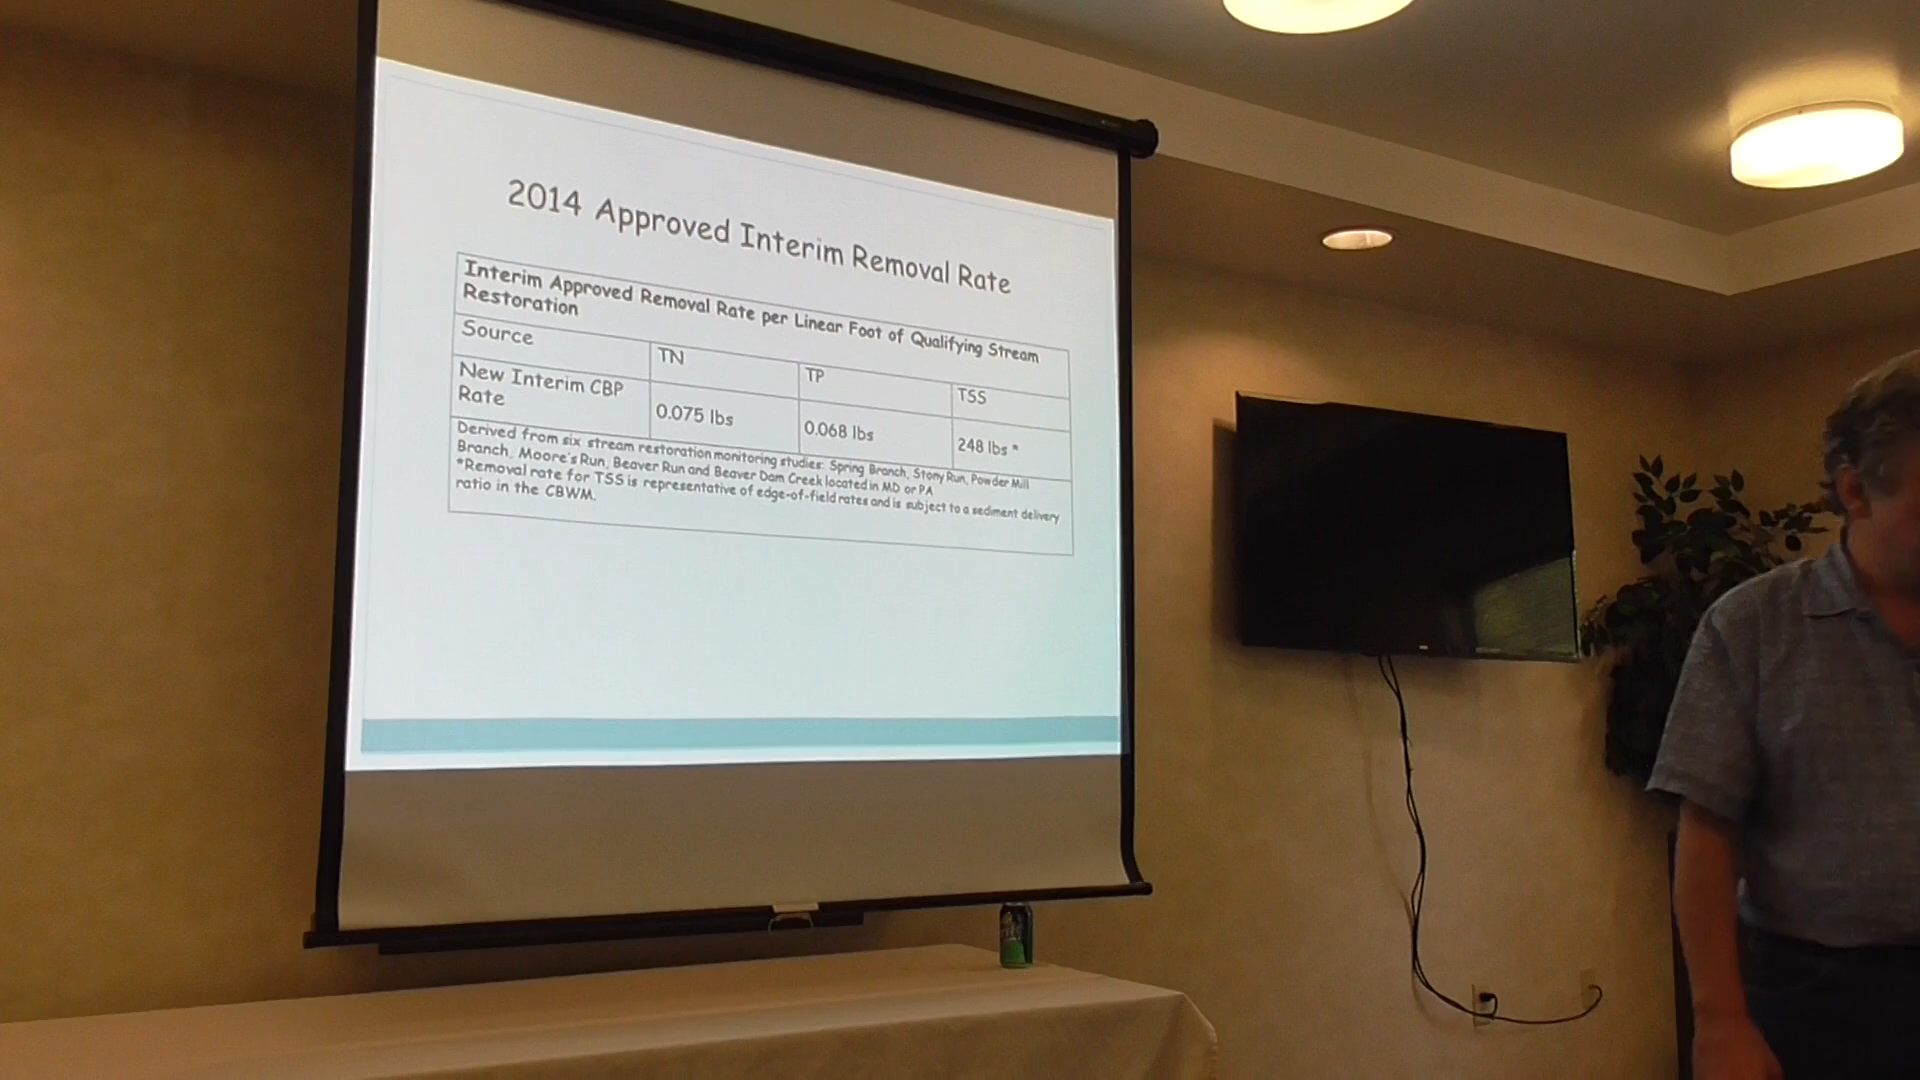 2014 Approved Interim Removal Rate
Interim Approved Removal Rate per Linear Foot of Qualifying Stream
Restoration
Source TN TP TSS
New Interim CBP
Rate 0.075 lbs 0.068 lbs 248 lbs *
Derived from six stream restoration monitoring studies: Spring Branch, Stony Run, Powder Mill
Branch, Moore's Run, Beaver Run and Beaver Dam Creek located in MD or PA
*Removal rate for TSS is representative of edge-of-field rates and is subject to a sediment delivery
ratio in the CBWM.